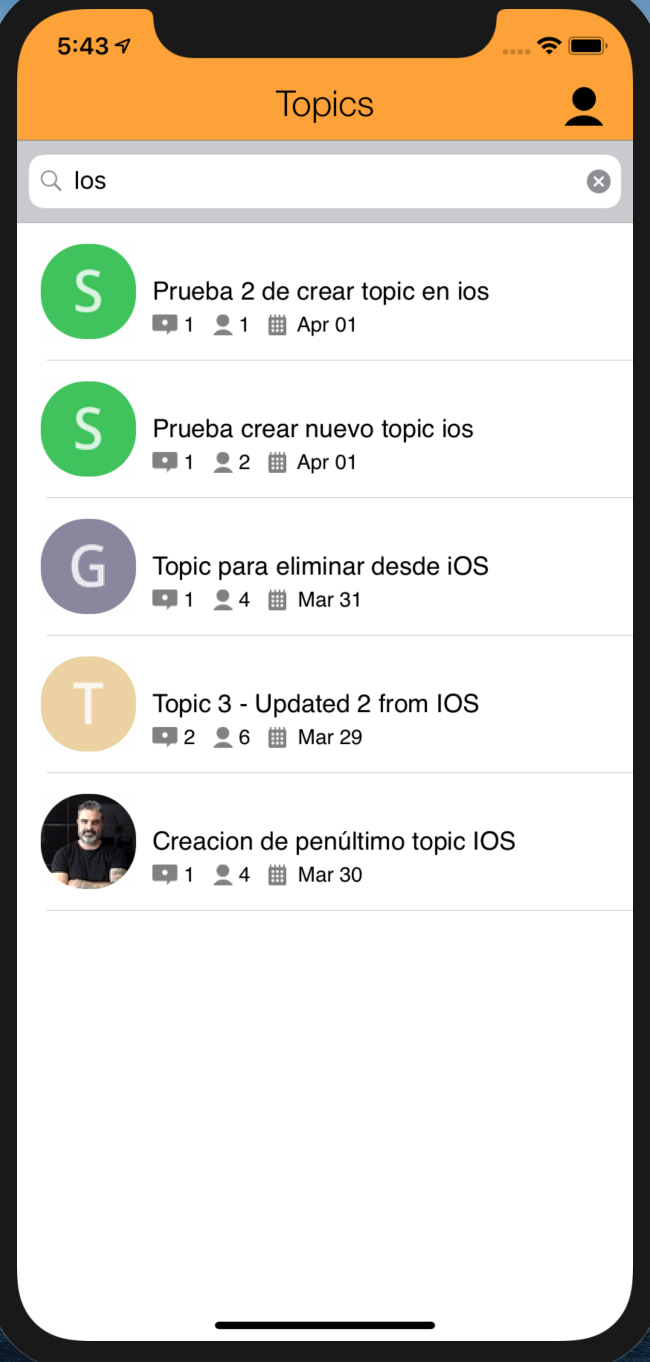 5:43
Topics
Ios
S
Prueba 2 de crear topic en ios
1 1 Apr 01
S
Prueba crear nuevo topic ios
1 2 Apr 01
G
Topic para eliminar desde iOS
1 4 Mar 31
T
Topic 3 - Updated 2 from IOS
2 6 Mar 29
Creacion de penúltimo topic IOS
1 4 Mar 30